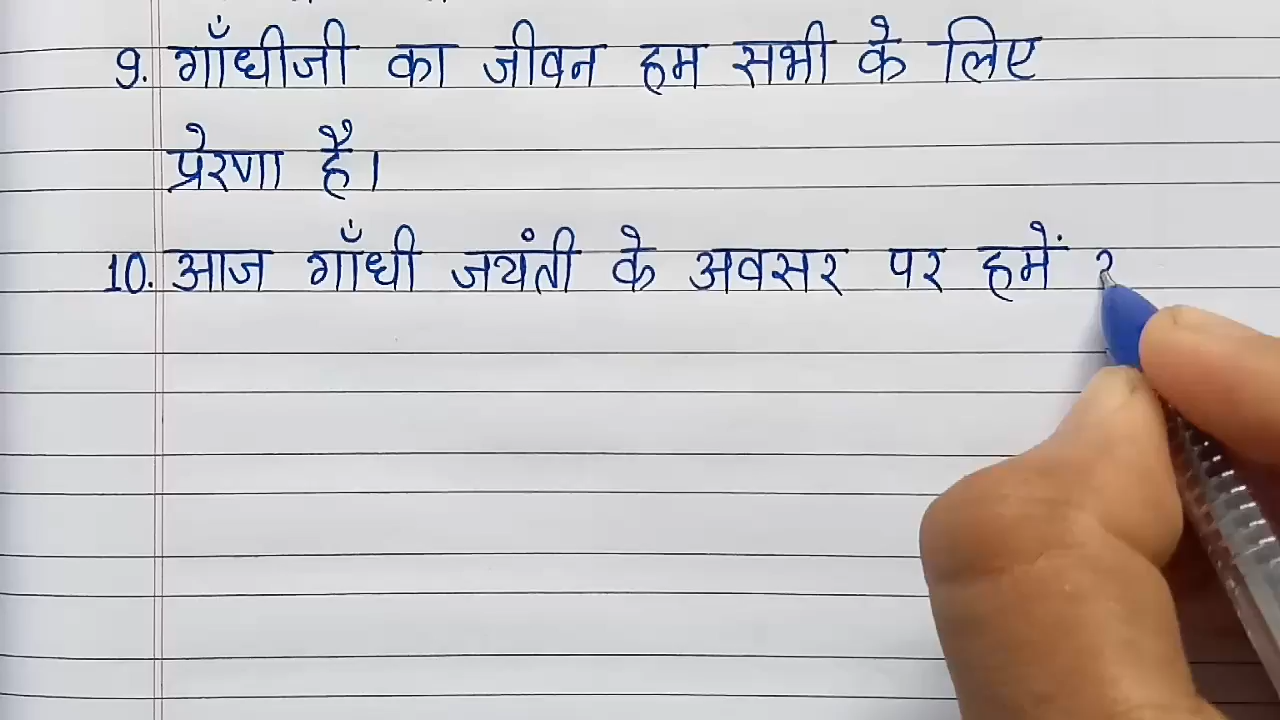 9. गाँधीजी का जीवन हम सभी के लिए
प्रेरणा है।
10. आज गाँधी जयंती के अवसर पर हमें